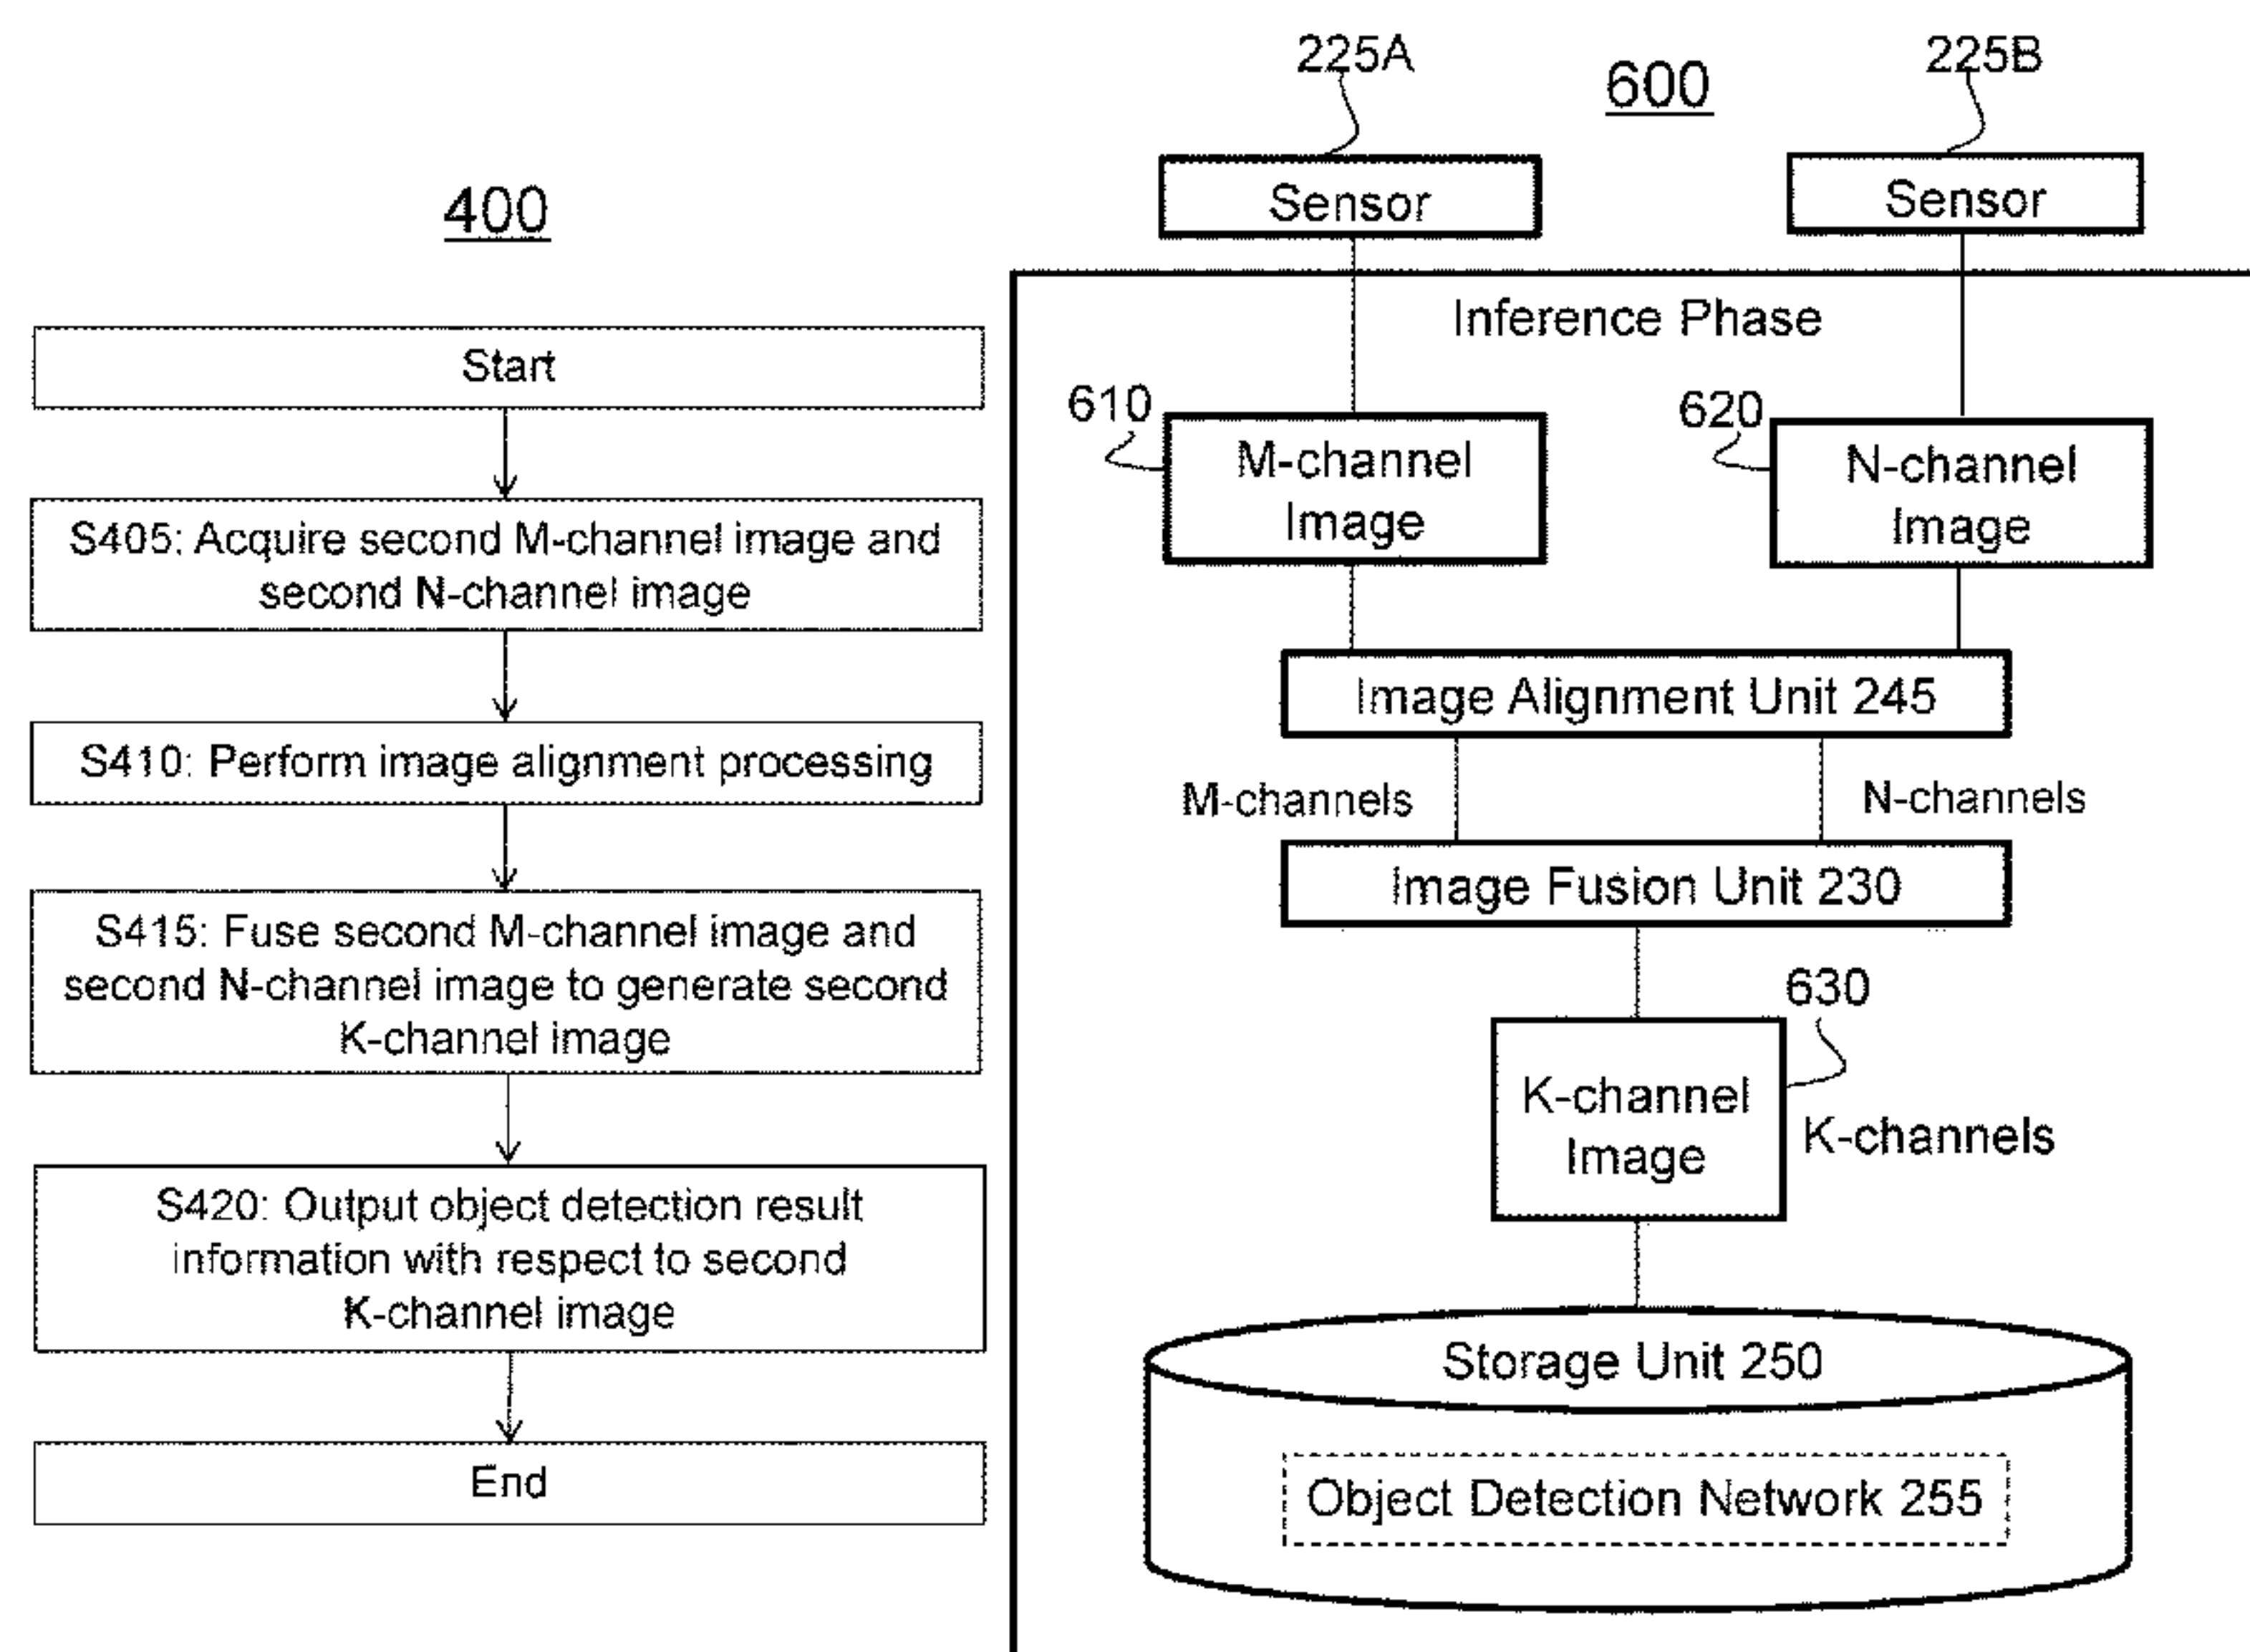 400
Start
S405: Acquire second M-channel image and
second N-channel image
S410: Perform image alignment processing
S415: Fuse second M-channel image and
second N-channel image to generate second
K-channel image
S420: Output object detection result
information with respect to second
K-channel image
End
225A
600
225B
Sensor
Sensor
Inference Phase
610
M-channel
Image
620
N-channel
Image
Image Alignment Unit 245
M-channels
N-channels
Image Fusion Unit 230
630
K-channel
Image
K-channels
Storage Unit 250
Object Detection Network 255